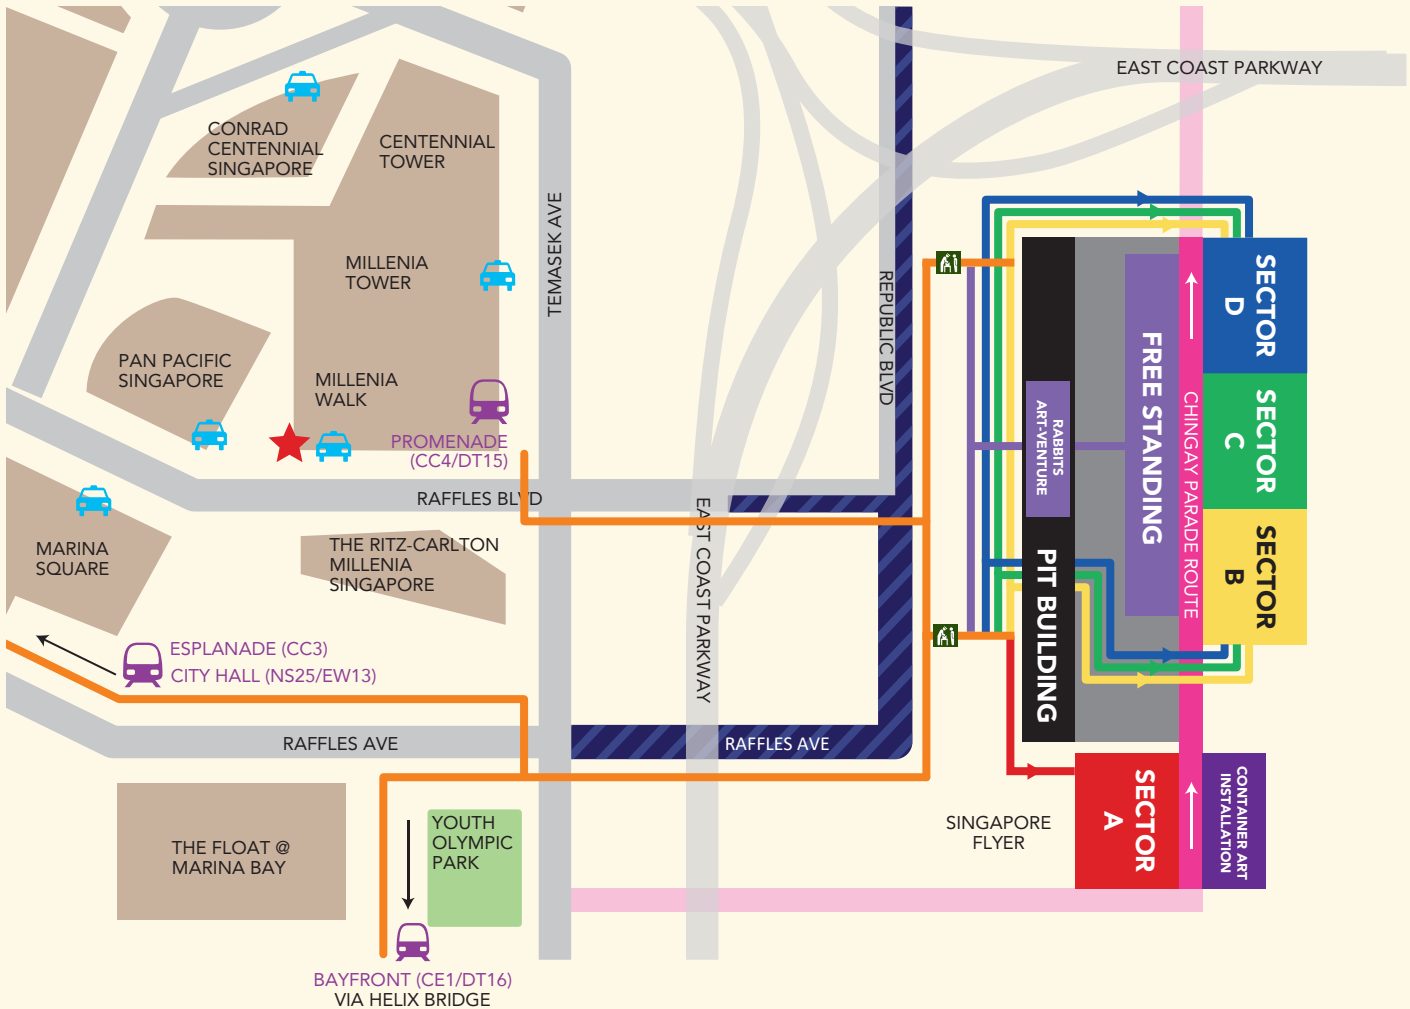 EAST COAST PARKWAY
CONRAD
CENTENNIAL
SINGAPORE
CENTENNIAL
TOWER
TEMASEK AVE
MILLENIA
TOWER
REPUBLIC BLVD
PAN PACIFIC
SINGAPORE
MILLENIA
WALK
PROMENADE
(CC4/DT15)
RAFFLES BLVD
EAST COAST PARKWAY
MARINA
SQUARE
THE RITZ-CARLTON
MILLENIA
SINGAPORE
ESPLANADE (CC3)
CITY HALL (NS25/EW13)
RAFFLES AVE
RAFFLES AVE
THE FLOAT @
MARINA BAY
YOUTH
OLYMPIC
PARK
BAYFRONT (CE1/DT16)
VIA HELIX BRIDGE
SINGAPORE
FLYER
RABBITS
ART-VENTURE
PIT BUILDING
FREE STANDING
CHINGAY PARADE ROUTE
SECTOR
D
SECTOR
C
SECTOR
B
SECTOR
A
CONTAINER ART
INSTALLATION